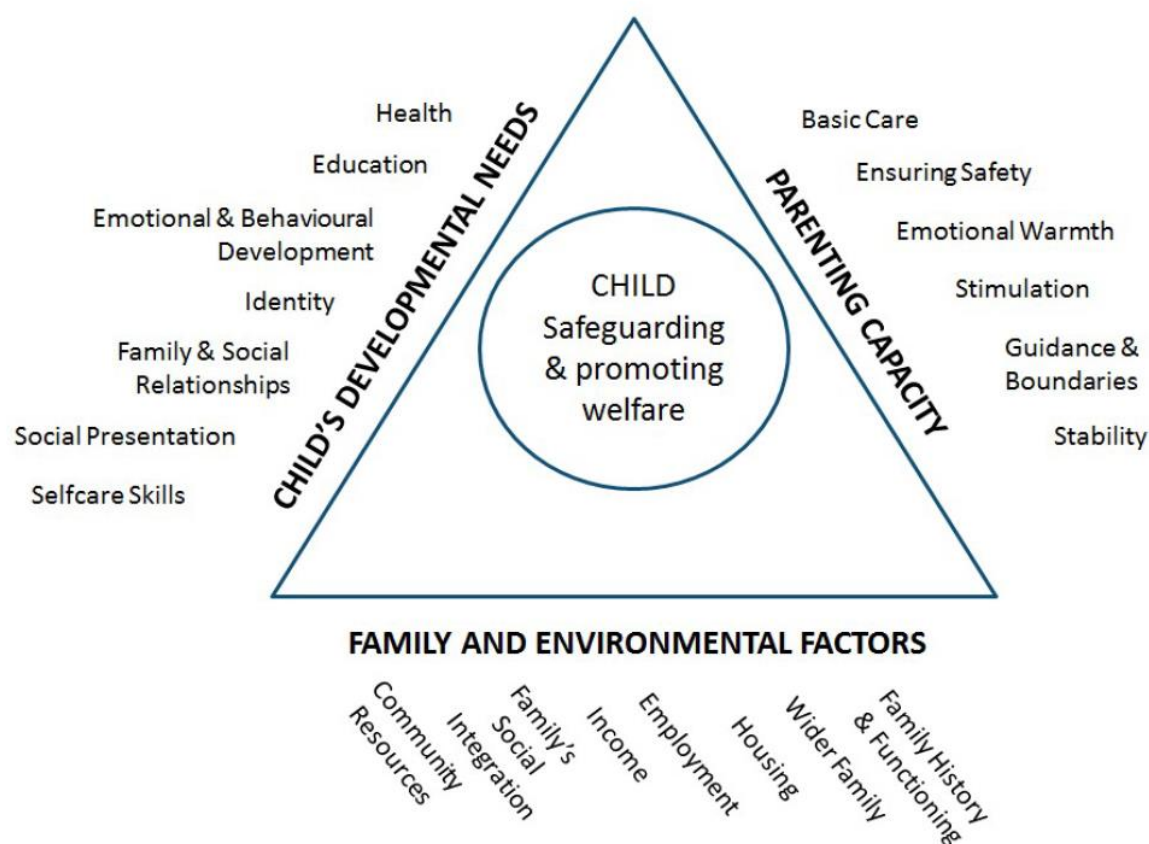 Health
Education
Emotional & Behavioural
Development
Identity
Family & Social
Relationships
Social Presentation
Selfcare Skills
CHILD'S DEVELOPMENTAL NEEDS
CHILD
Safeguarding
& promoting
welfare
PARENTING CAPACITY
Basic Care
Ensuring Safety
Emotional Warmth
Stimulation
Guidance &
Boundaries
Stability
FAMILY AND ENVIRONMENTAL FACTORS
Community
Resources
Family's
Social
Integration
Income
Employment
Housing
Wider Family
Family History
& Functioning